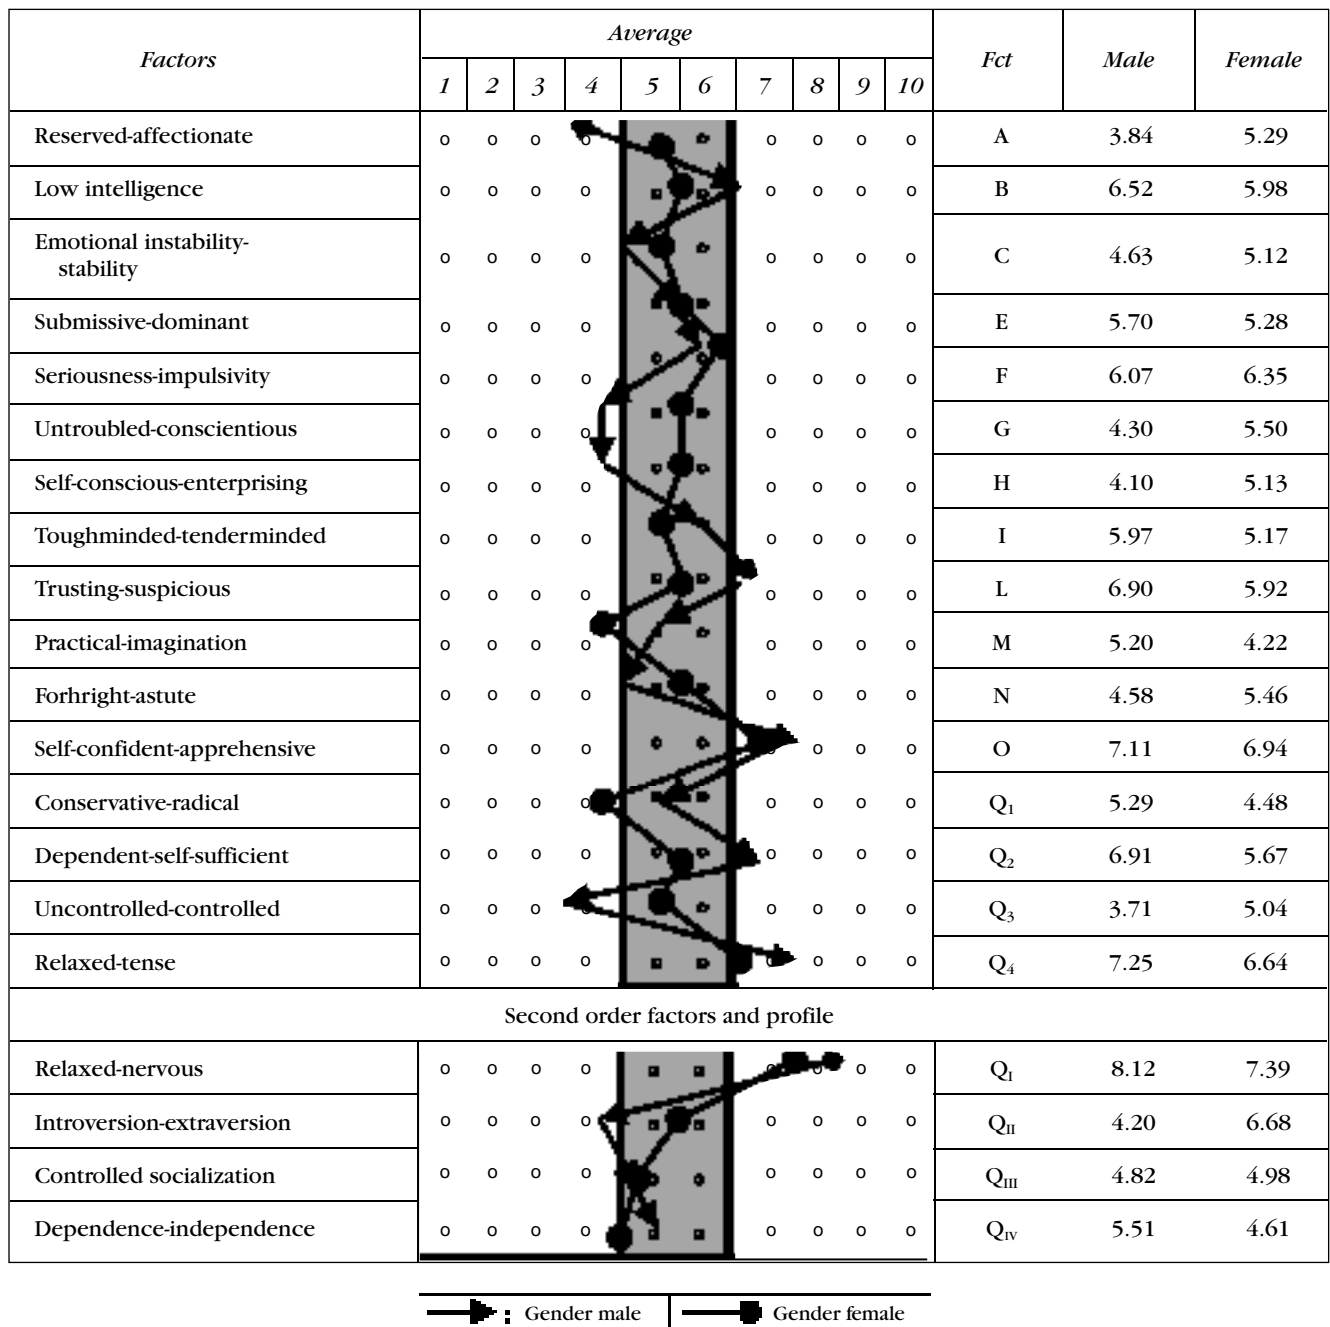 Factors Average Fct Male Female
1 2 3 4 5 6 7 8 9 10
Reserved-affectionate o o o o o o o o o A 3.84 5.29
Low intelligence o o o o o o o o o o B 6.52 5.98
Emotional instability-
stability o o o o o o o o o C 4.63 5.12
Submissive-dominant o o o o o o o o o E 5.70 5.28
Seriousness-impulsivity o o o o o o o o o o F 6.07 6.35
Untroubled-conscientious o o o o o o o o o o G 4.30 5.50
Self-conscious-enterprising o o o o o o o o o o H 4.10 5.13
Toughminded-tenderminded o o o o o o o o I 5.97 5.17
Trusting-suspicious o o o o o o o o o o L 6.90 5.92
Practical-imagination o o o o o o o o o o M 5.20 4.22
Forhright-astute o o o o o o o o o o N 4.58 5.46
Self-confident-apprehensive o o o o o o o o o o O 7.11 6.94
Conservative-radical o o o o o o o o o o Q1 5.29 4.48
Dependent-self-sufficient o o o o o o o o o o Q2 6.91 5.67
Uncontrolled-controlled o o o o o o o o o Q3 3.71 5.04
Relaxed-tense o o o o o o o o o o Q4 7.25 6.64
Second order factors and profile
Relaxed-nervous o o o o o o o o o o QI 8.12 7.39
Introversion-extraversion o o o o o o o o o o QII 4.20 6.68
Controlled socialization o o o o o o o o o o QIII 4.82 4.98
Dependence-independence o o o o o o o o o o QIV 5.51 4.61
: Gender male Gender female